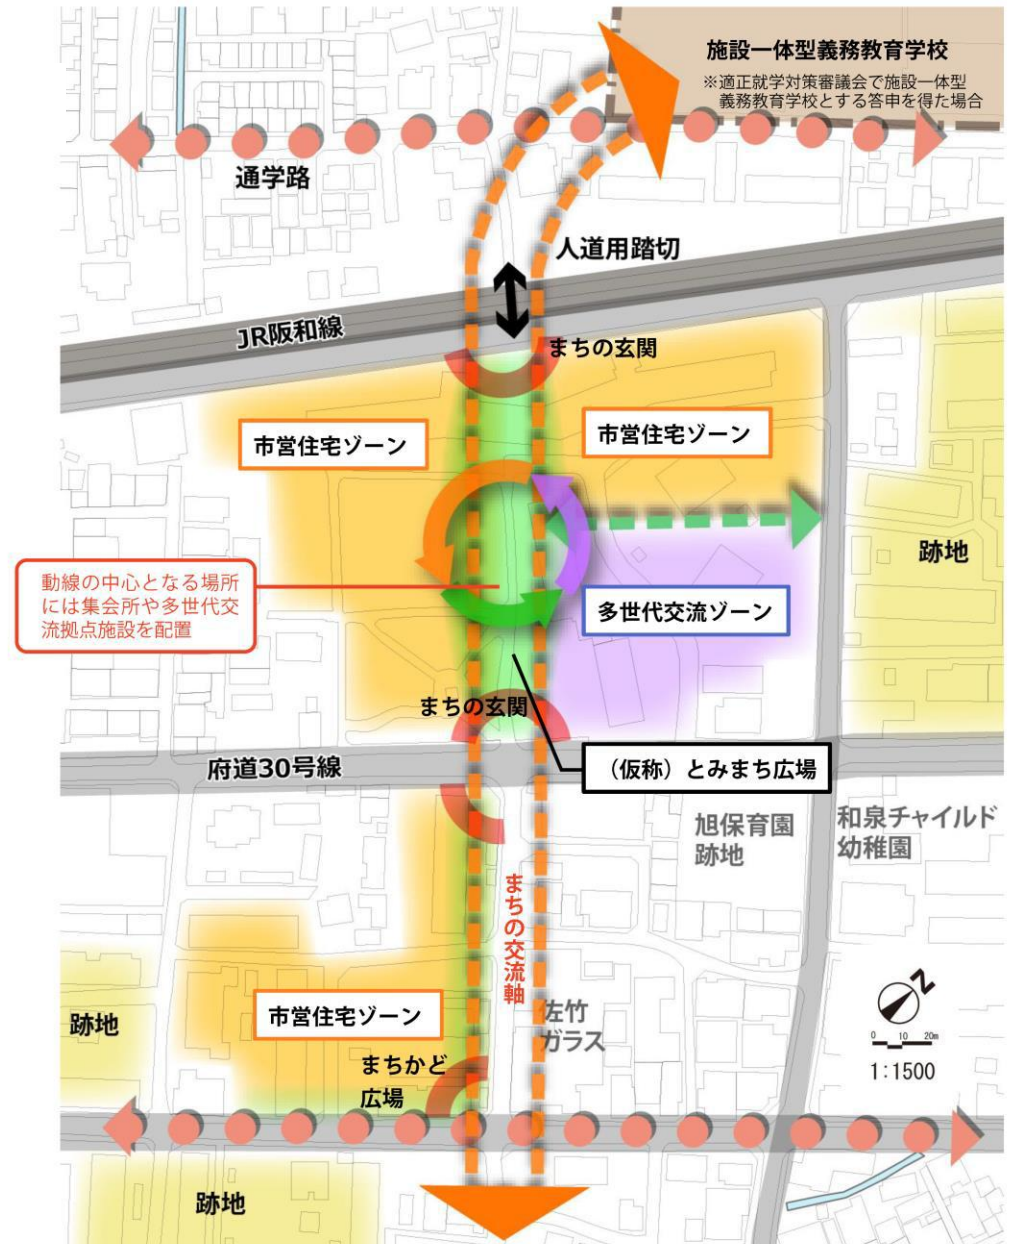 施設一体型義務教育学校
※適正就学対策審議会で施設一体型
義務教育学校とする答申を得た場合
通学路
人道用踏切
JR阪和線
まちの玄関
市営住宅ゾーン
市営住宅ゾーン
跡地
動線の中心となる場所
には集会所や多世代交
流拠点施設を配置
多世代交流ゾーン
まちの玄関
府道30号線
（仮称）とみまち広場
旭保育園
跡地
和泉チャイルド
幼稚園
まちの交流軸
市営住宅ゾーン
佐竹
ガラス
跡地
まちかど
広場
Z
0 10 20m
1:1500
跡地